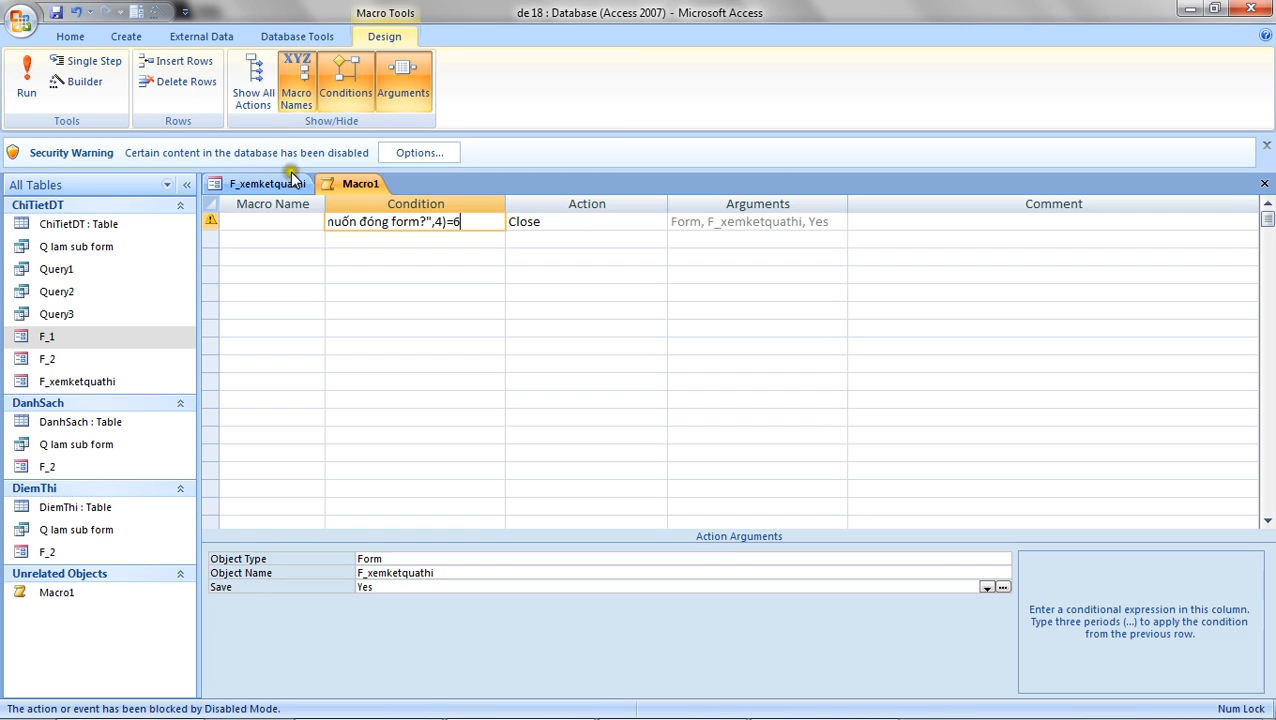 Macro Tools
de 18 : Database (Access 2007) - Microsoft Access
Home
Create
External Data
Database Tools
Design
Run
Single Step
Builder
Tools
Insert Rows
Delete Rows
Rows
Show All Actions
XYZ
Macro Names
Conditions
Arguments
Show/Hide
Security Warning
Certain content in the database has been disabled
Options...
All Tables
ChiTietDT
ChiTietDT : Table
Q lam sub form
Query1
Query2
Query3
F_1
F_2
F_xemketquathi
DanhSach
DanhSach : Table
Q lam sub form
F_2
DiemThi
DiemThi : Table
Q lam sub form
F_2
Unrelated Objects
Macro1
F_xemketquathi
Macro1
Macro Name
Condition
Action
Arguments
Comment
nuốn đóng form?",4)=6
Close
Form, F_xemketquathi, Yes
Action Arguments
Object Type
Form
Object Name
F_xemketquathi
Save
Yes
Enter a conditional expression in this column.
Type three periods (...) to apply the condition
from the previous row.
The action or event has been blocked by Disabled Mode.
Num Lock